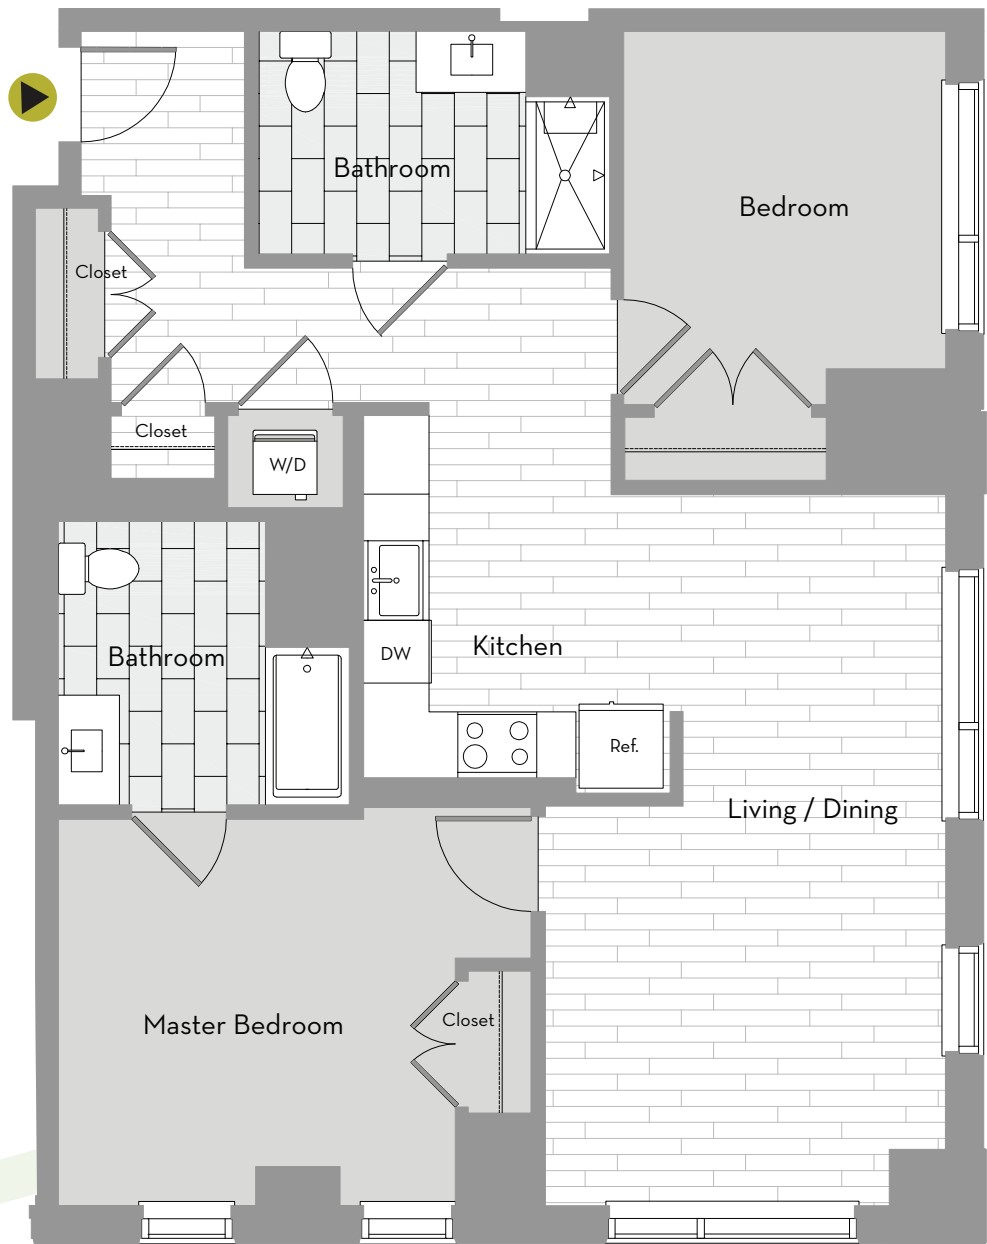 Bathroom
Bedroom
Closet
Closet
W/D
Kitchen
DW
Bathroom
Ref.
Living / Dining
Master Bedroom
Closet